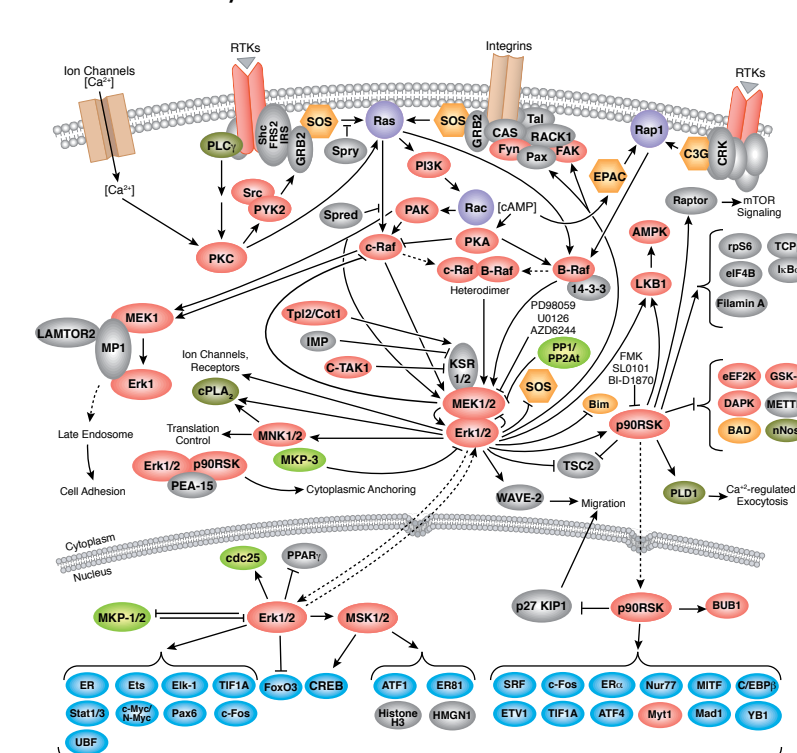 RTKs
Integrins
RTKs
Ion Channels
[Ca²⁺]
PLCγ
Shc
FRS2
IRS
GRB2
SOS
Spry
Ras
SOS
GRB2
CAS
Tal
RACK1
Fyn
Pax
FAK
Rap1
C3G
CRK
EPAC
[Ca²⁺]
Src
PYK2
PI3K
PKC
Spred
PAK
Rac
[cAMP]
Raptor
mTOR
Signaling
c-Raf
PKA
c-Raf
B-Raf
Heterodimer
B-Raf
14-3-3
AMPK
LKB1
rpS6
TCP
eIF4B
Filamin A
LAMTOR2
MP1
MEK1
Erk1
Late Endosome
Cell Adhesion
Tpl2/Cot1
IMP
C-TAK1
KSR
1/2
PD98059
U0126
AZD6244
PP1/
PP2At
SOS
Ion Channels,
Receptors
cPLA₂
Translation
Control
MNK1/2
MKP-3
MEK1/2
Erk1/2
FMK
SL0101
BI-D1870
Bim
p90RSK
eEF2K
GSK-
DAPK
METT
BAD
nNos
Erk1/2
p90RSK
PEA-15
Cytoplasmic Anchoring
TSC2
WAVE-2
Migration
PLD1
Ca⁺²-regulated
Exocytosis
Cytoplasm
Nucleus
cdc25
PPARγ
MKP-1/2
Erk1/2
MSK1/2
p27 KIP1
p90RSK
BUB1
ER
Ets
Elk-1
TIF1A
FoxO3
CREB
ATF1
ER81
SRF
c-Fos
ERα
Nur77
MITF
C/EBPβ
Stat1/3
c-Myc/
N-Myc
Pax6
c-Fos
Histone
H3
HMGN1
ETV1
TIF1A
ATF4
Myt1
Mad1
YB1
UBF